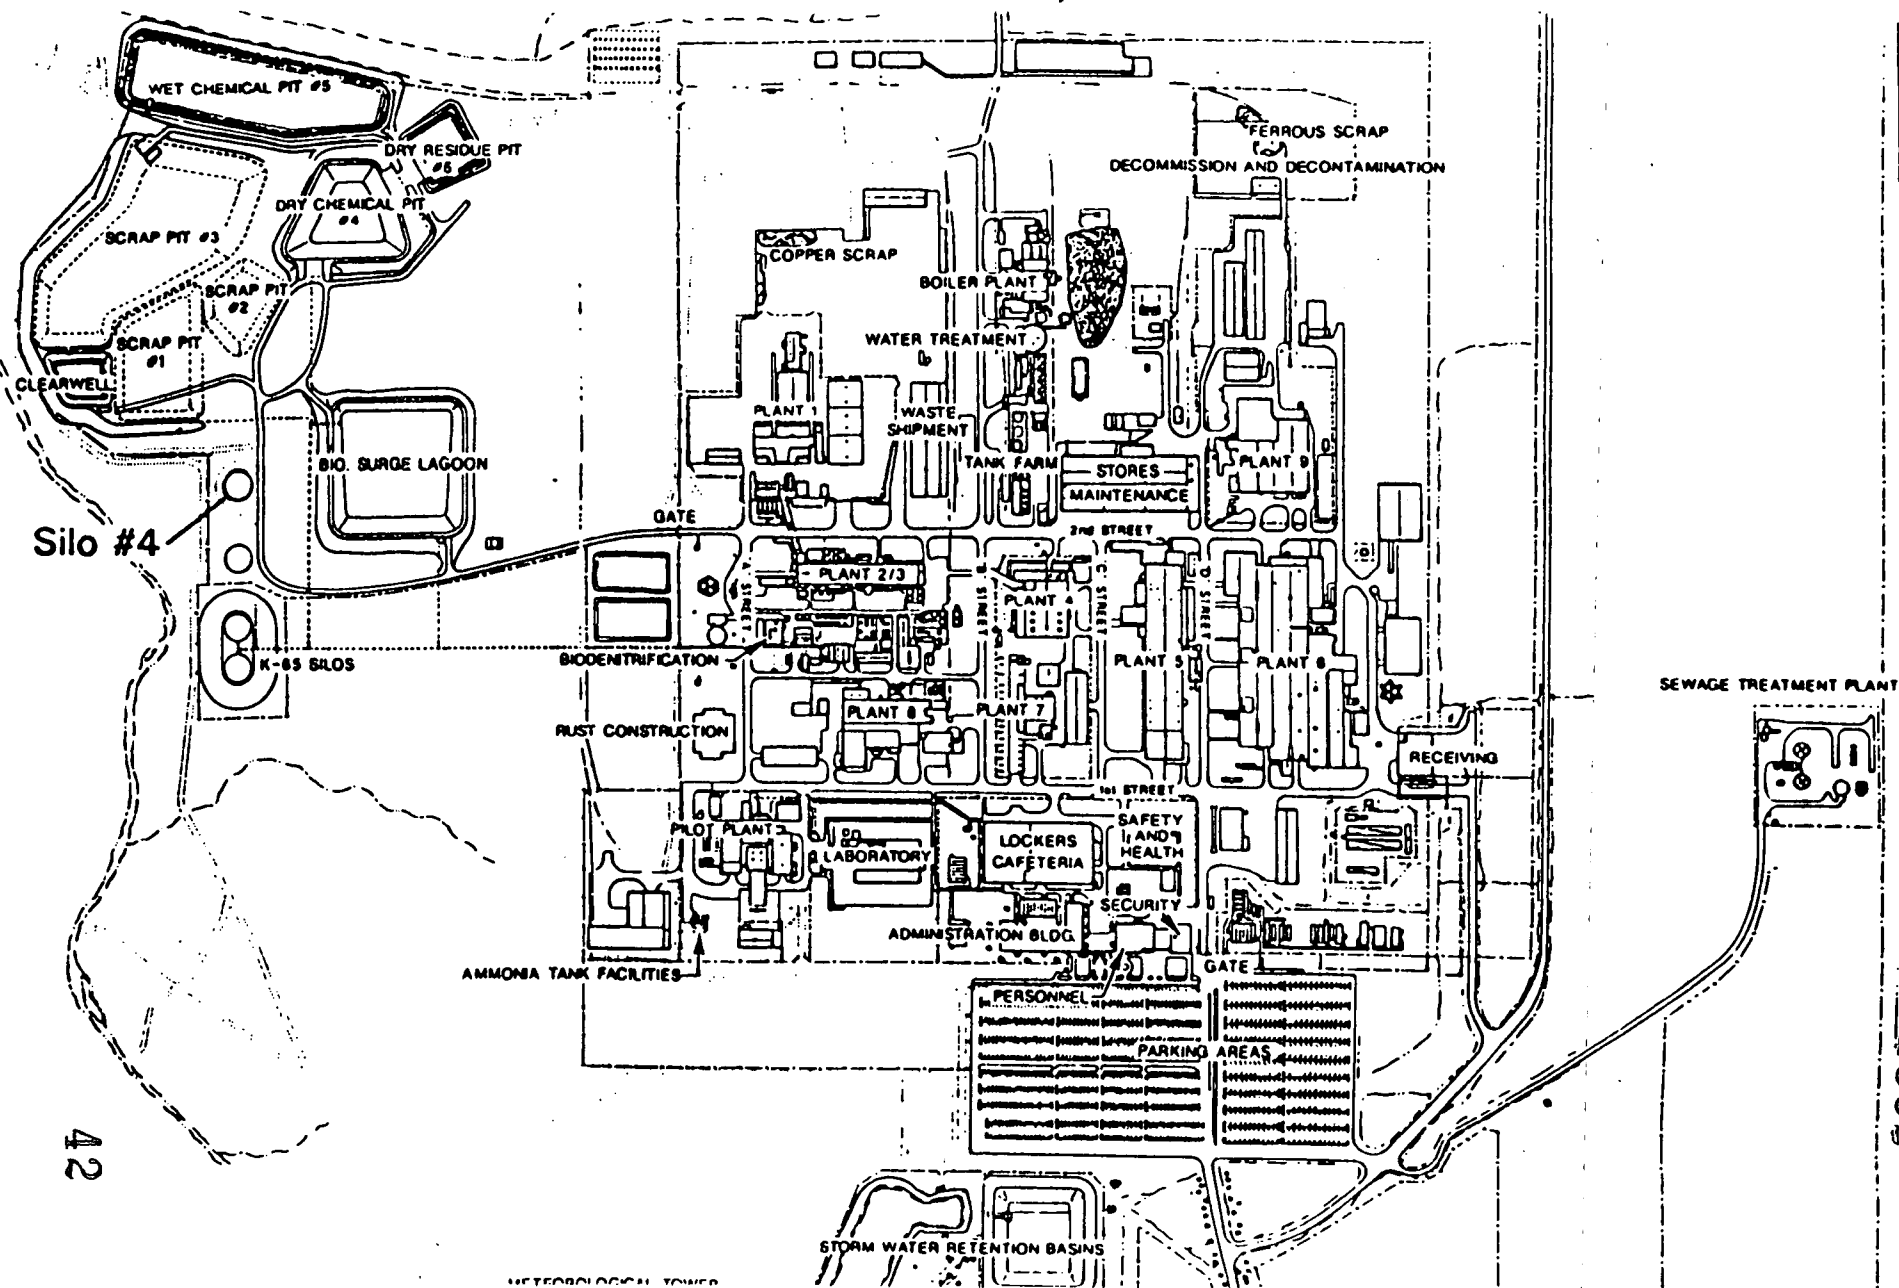 WET CHEMICAL PIT #5
DRY RESIDUE PIT
#6
DRY CHEMICAL PIT
#4
SCRAP PIT #3
SCRAP PIT
#2
SCRAP PIT
#1
CLEARWELL
BIO. SURGE LAGOON
Silo #4
K-65 SILOS
FERROUS SCRAP
DECOMMISSION AND DECONTAMINATION
COPPER SCRAP
BOILER PLANT
WATER TREATMENT
PLANT 1
WASTE
SHIPMENT
TANK FARM
STORES
MAINTENANCE
PLANT 9
GATE
2nd STREET
PLANT 2/3
"A" STREET
"B" STREET
PLANT 4
"C" STREET
"D" STREET
BIODENITRIFICATION
PLANT 5
PLANT 6
PLANT 8
PLANT 7
RUST CONSTRUCTION
RECEIVING
SEWAGE TREATMENT PLANT
1st STREET
PILOT PLANT
LABORATORY
LOCKERS
CAFETERIA
SAFETY
AND
HEALTH
SECURITY
ADMINISTRATION BLDG.
AMMONIA TANK FACILITIES
GATE
PERSONNEL
PARKING AREAS
42
STORM WATER RETENTION BASINS
METEOROLOGICAL TOWER